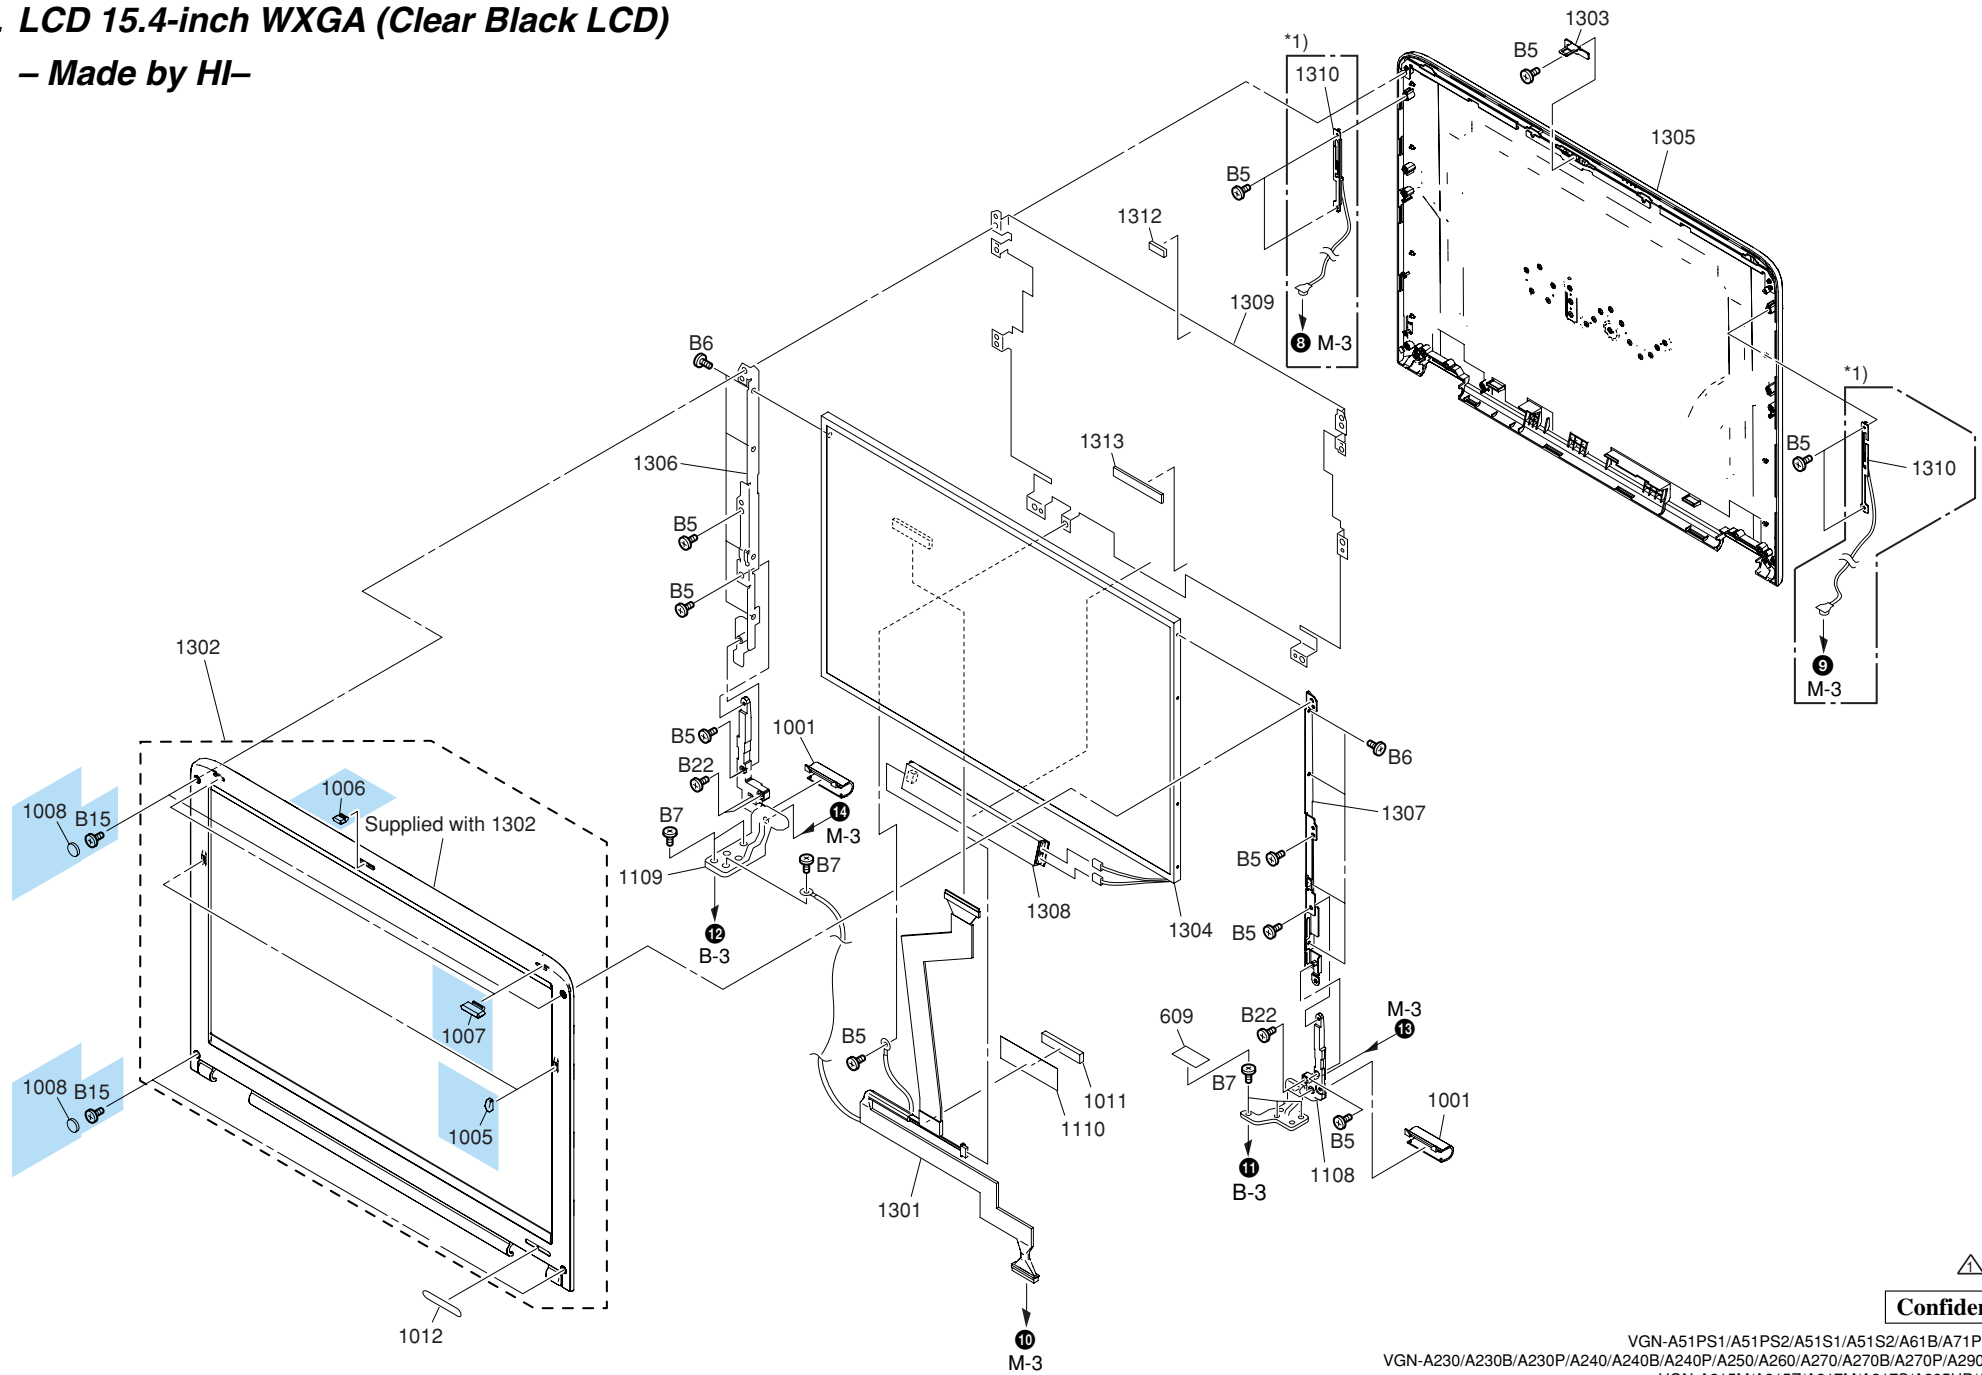 . LCD 15.4-inch WXGA (Clear Black LCD)
– Made by HI–
1303
B5
*1)
1310
1305
B5
1312
1309
8 M-3
B6
*1)
1313
1306
B5
1310
B5
B5
9
M-3
1302
1001
B5
B22
B6
1006
1008
B15
Supplied with 1302
B7
14
M-3
1307
B7
1109
B5
1308
1304
12
B-3
B5
1007
M-3
13
609
B22
B5
1008
B15
B7
1011
1001
1005
1110
B5
11
B-3
1108
1301
1012
10
M-3
1
VGN-A51PS1/A51PS2/A51S1/A51S2/A61B/A71P
VGN-A230/A230B/A230P/A240/A240B/A240P/A250/A260/A270/A270B/A270P/A290